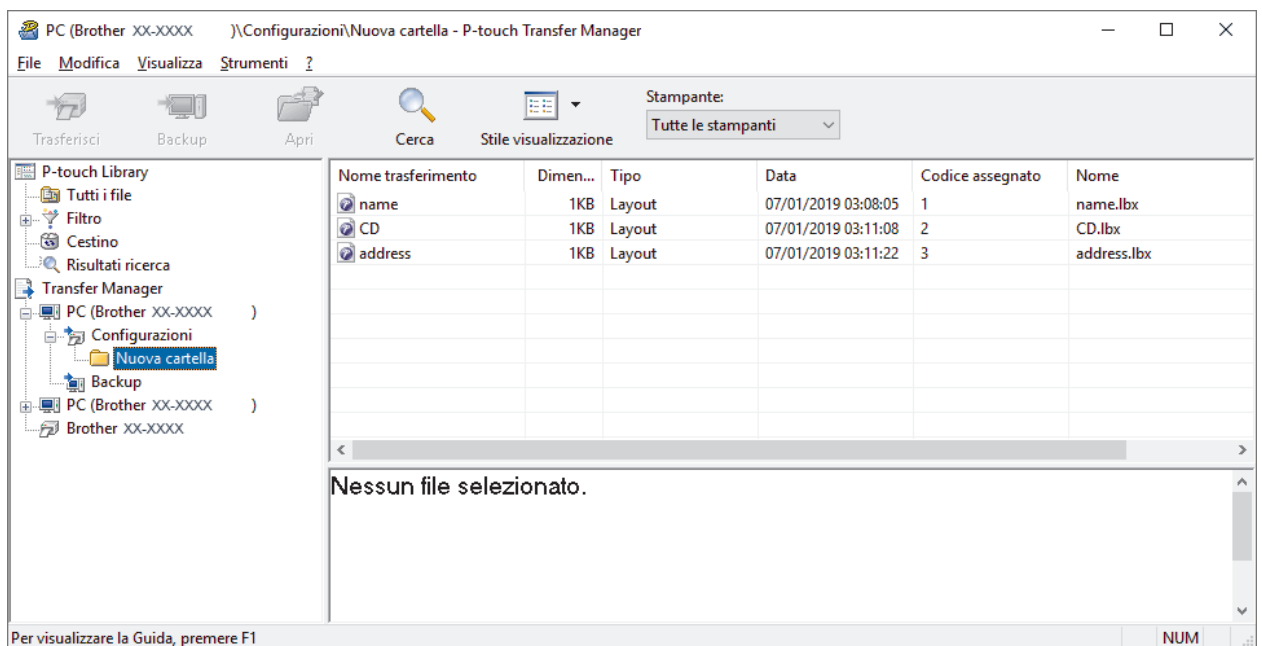 PC (Brother XX-XXXX )\Configurazioni\Nuova cartella - P-touch Transfer Manager
File Modifica Visualizza Strumenti ?
Trasferisci Backup Apri Cerca Stile visualizzazione
Stampante:
Tutte le stampanti
P-touch Library
Tutti i file
Filtro
Cestino
Risultati ricerca
Transfer Manager
PC (Brother XX-XXXX )
Configurazioni
Nuova cartella
Backup
PC (Brother XX-XXXX )
Brother XX-XXXX
Nome trasferimento Dimen... Tipo Data Codice assegnato Nome
name 1KB Layout 07/01/2019 03:08:05 1 name.lbx
CD 1KB Layout 07/01/2019 03:11:08 2 CD.lbx
address 1KB Layout 07/01/2019 03:11:22 3 address.lbx
Nessun file selezionato.
Per visualizzare la Guida, premere F1 NUM